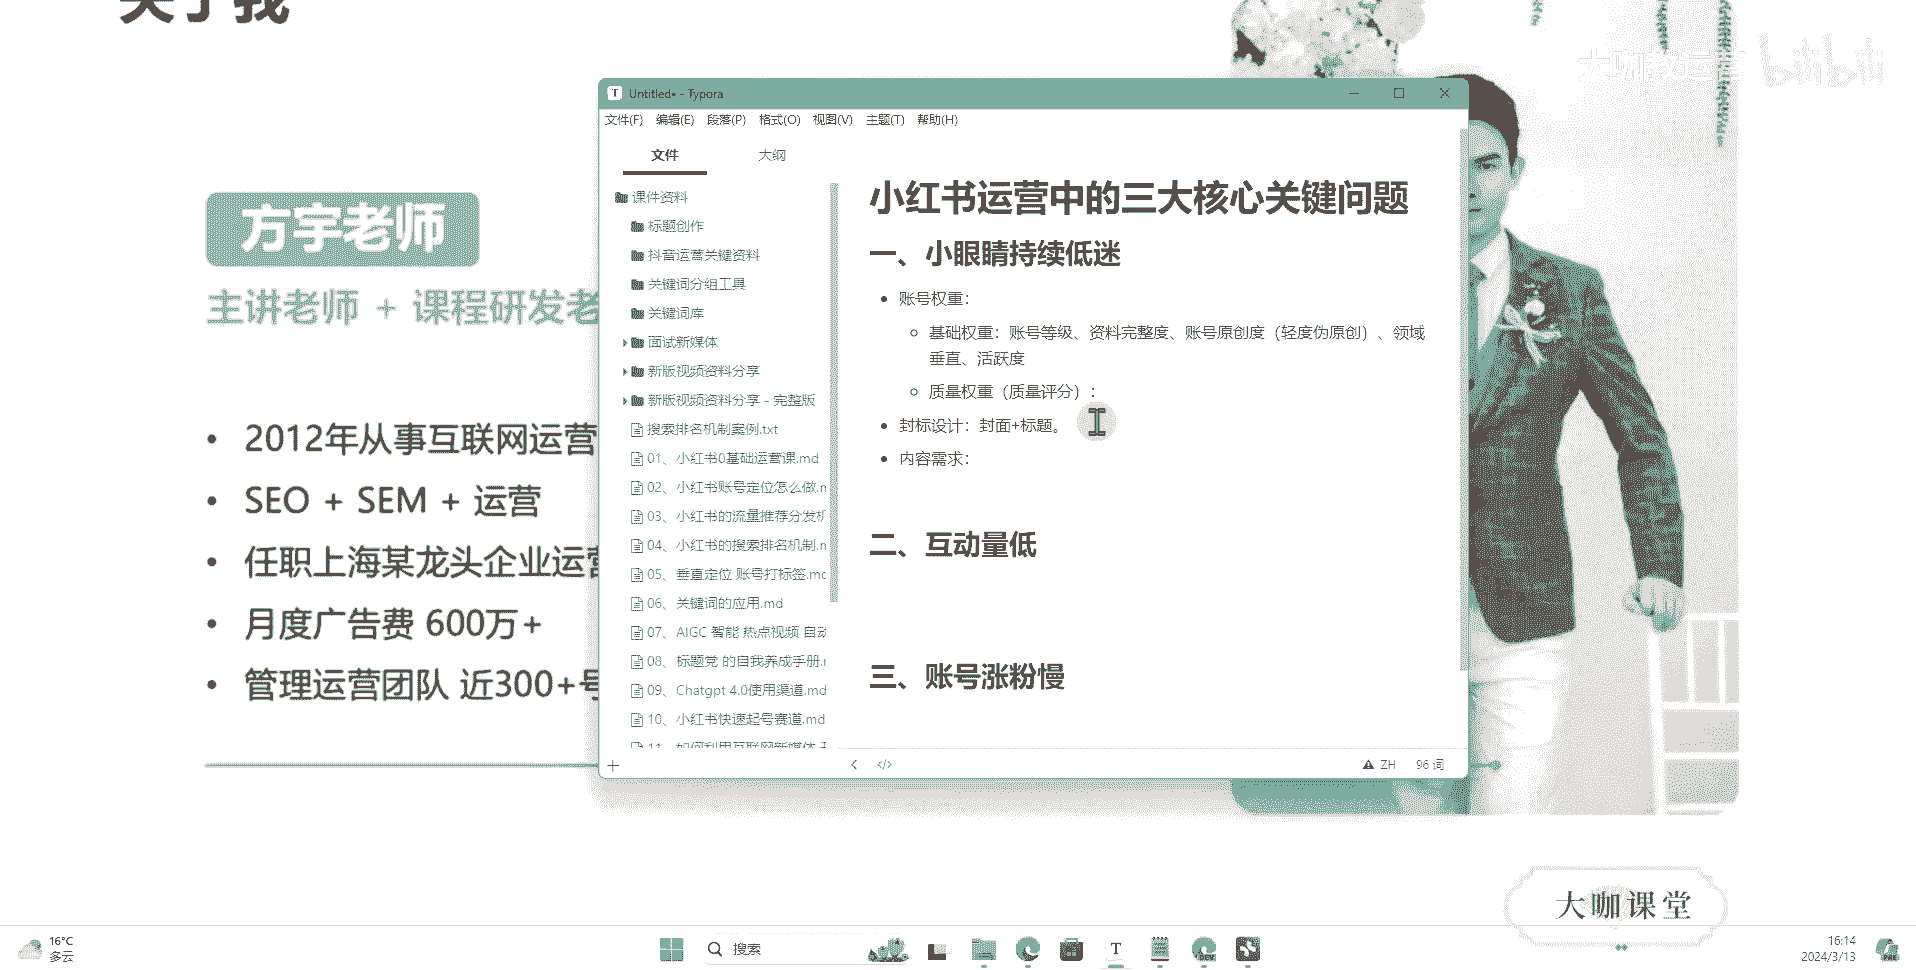 关于我
大咖教运营 bilibili
方宇老师
主讲老师 + 课程研发老
2012年从事互联网运营
SEO + SEM + 运营
任职上海某龙头企业运营
月度广告费 600万+
管理运营团队 近300+号
Untitled• - Typora
文件(F) 编辑(E) 段落(P) 格式(O) 视图(V) 主题(T) 帮助(H)
文件 大纲
课件资料
标题创作
抖音运营关键资料
关键词分组工具
关键词库
面试新媒体
新版视频资料分享
新版视频资料分享 - 完整版
搜索排名机制案例.txt
01、小红书0基础运营课.md
02、小红书账号定位怎么做.m
03、小红书的流量推荐分发机
04、小红书的搜索排名机制.m
05、垂直定位 账号打标签.mc
06、关键词的应用.md
07、AIGC 智能 热点视频 自动
08、标题党 的自我养成手册.m
09、Chatgpt 4.0使用渠道.md
10、小红书快速起号赛道.md
11、如何利用互联网新媒体
小红书运营中的三大核心关键问题
一、小眼睛持续低迷
账号权重：
基础权重：账号等级、资料完整度、账号原创度（轻度伪原创）、领域
垂直、活跃度
质量权重（质量评分）：
封标设计：封面+标题。
内容需求：
二、互动量低
三、账号涨粉慢
ZH 96 词
大咖课堂
16°C
多云
搜索
T
DEV
16:14
2024/3/13
PRE